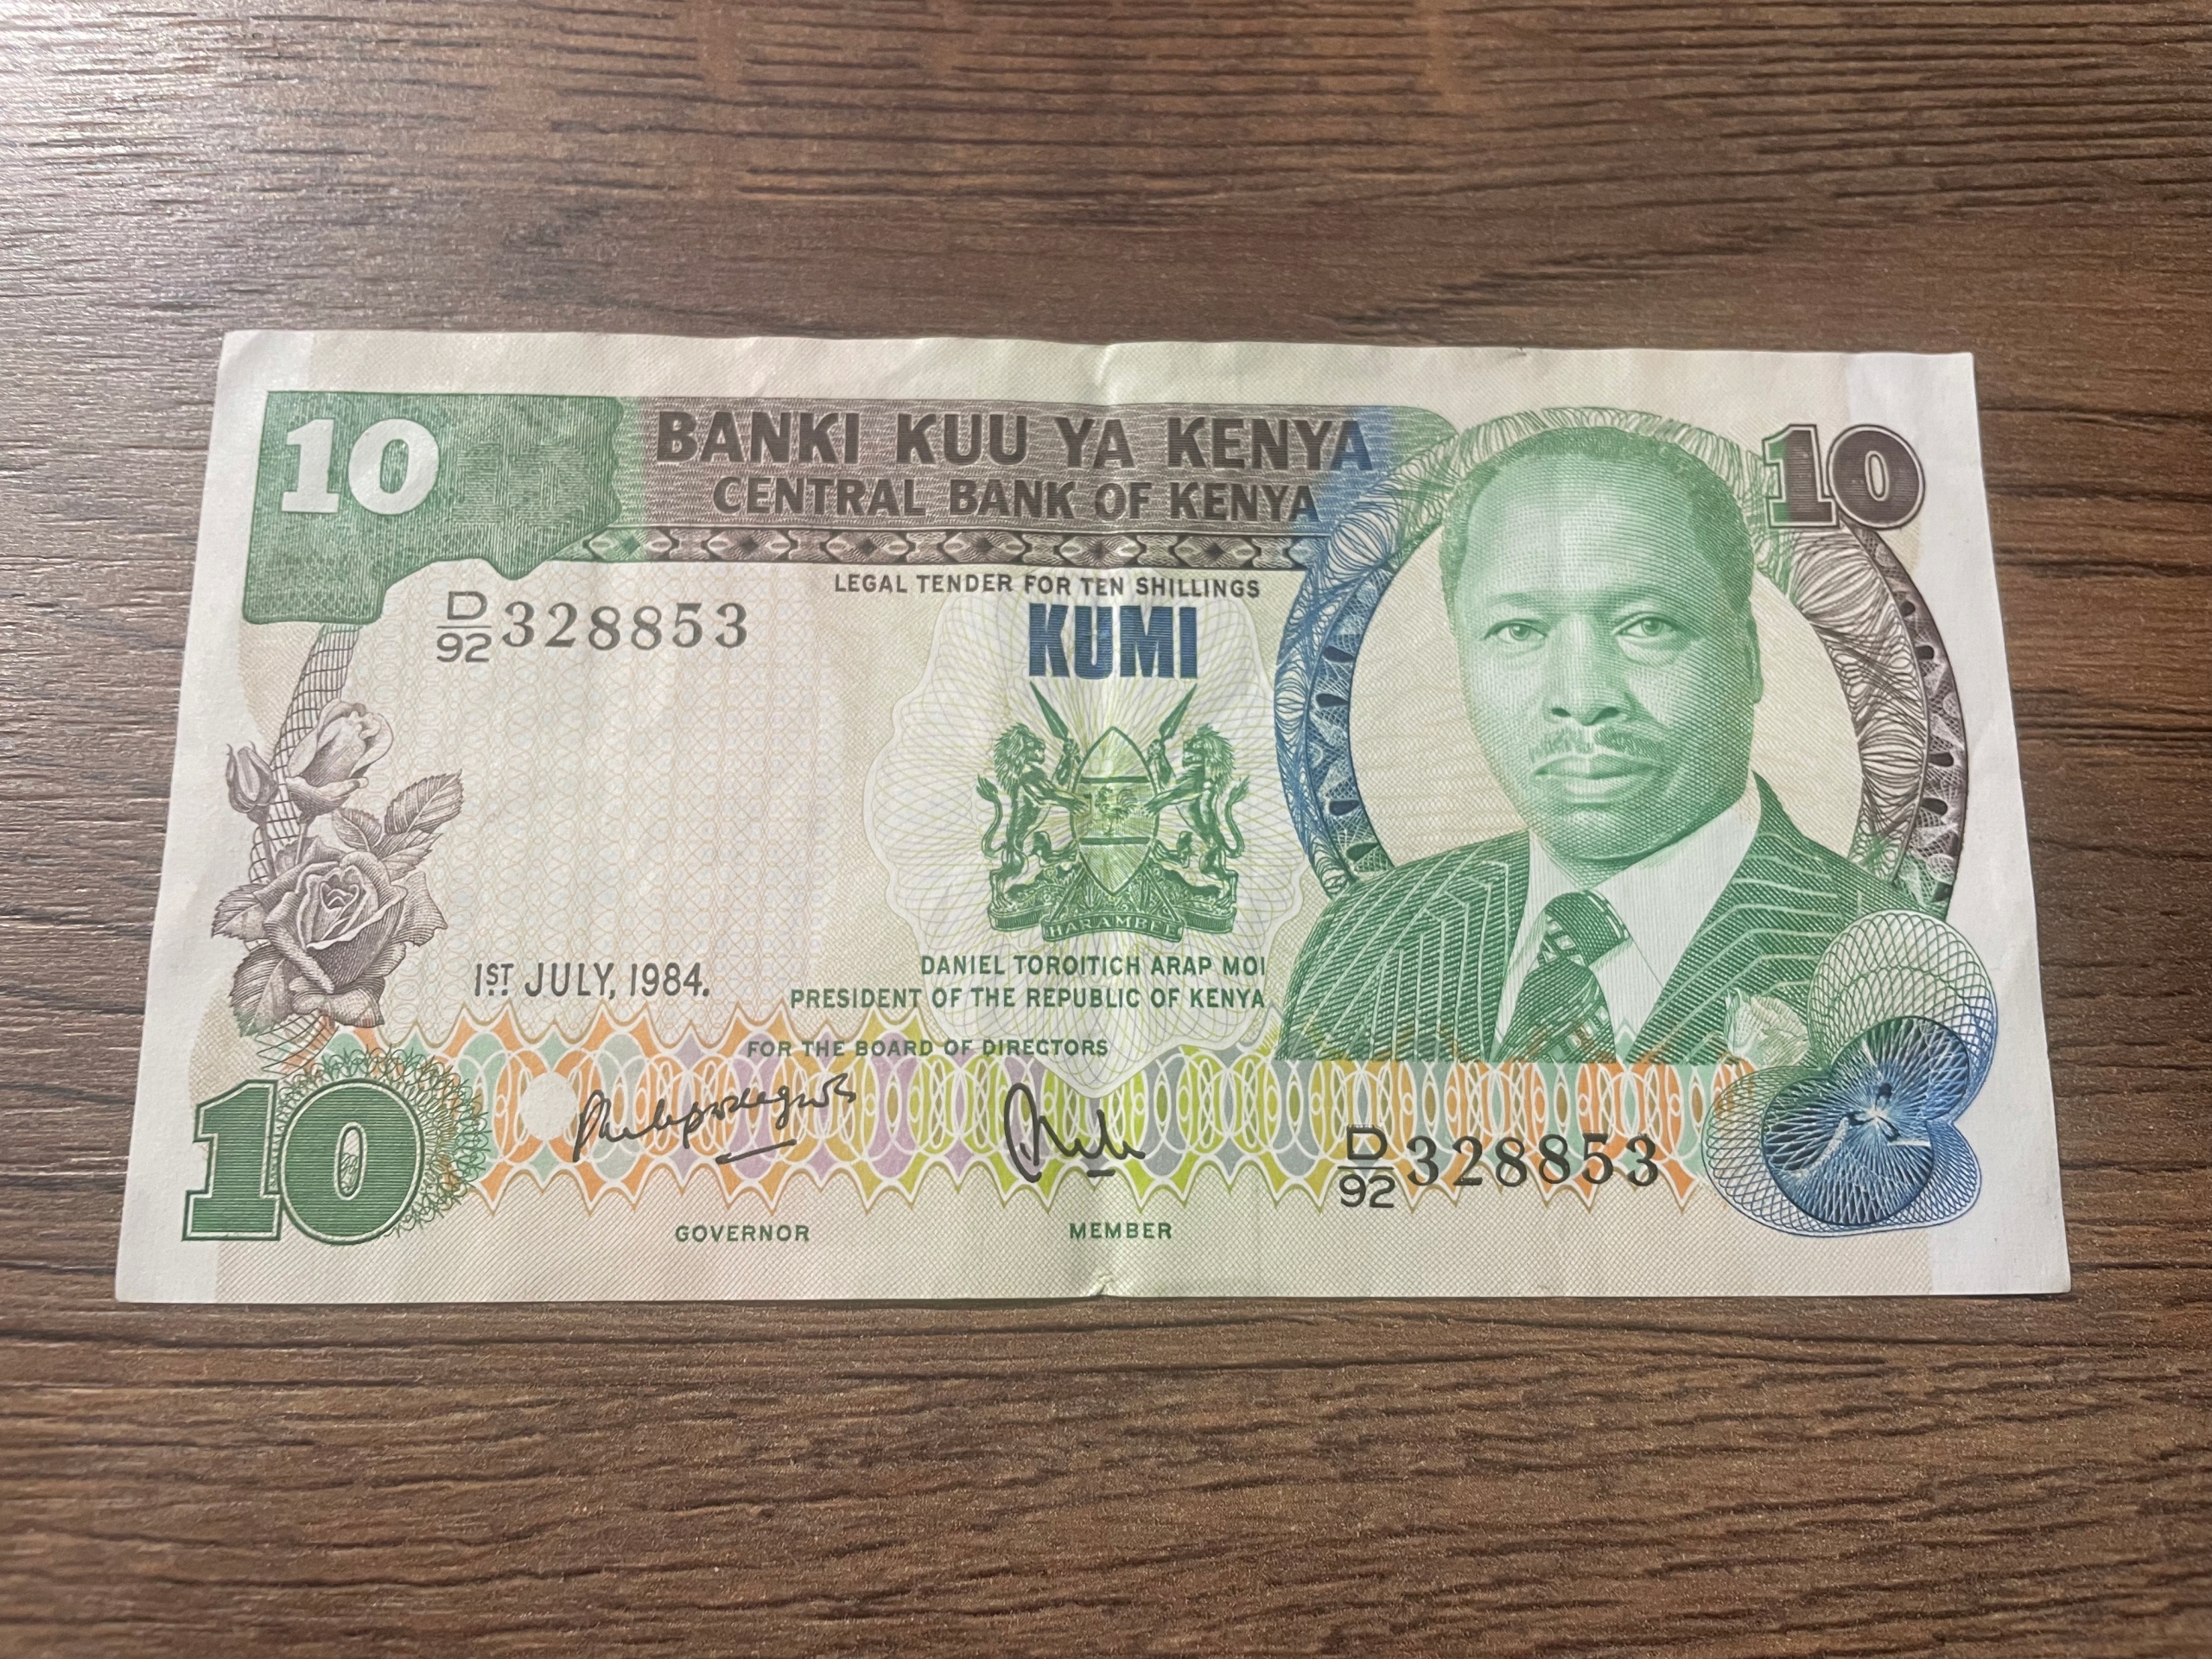 10
BANKI KUU YA KENYA
CENTRAL BANK OF KENYA
10
LEGAL TENDER FOR TEN SHILLINGS
KUMI
D/92 328853
HARAMBEE
1ST JULY, 1984.
DANIEL TOROITICH ARAP MOI
PRESIDENT OF THE REPUBLIC OF KENYA
FOR THE BOARD OF DIRECTORS
10
D/92 328853
GOVERNOR
MEMBER